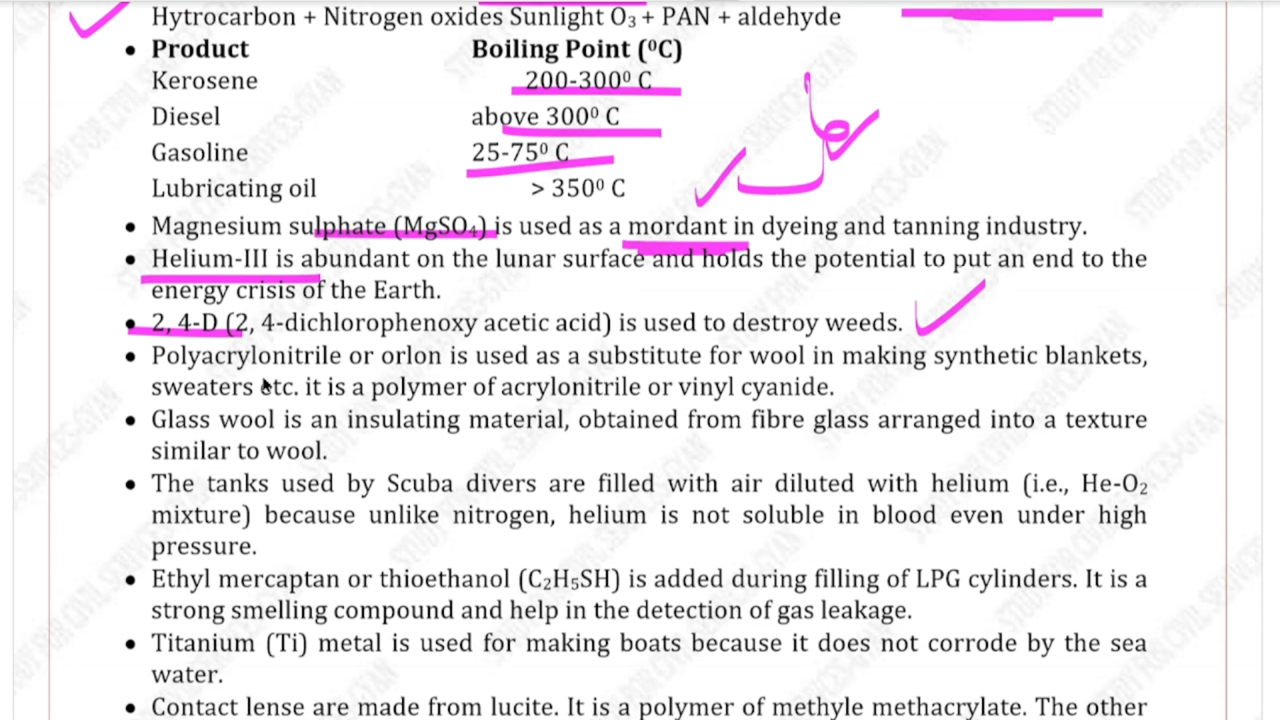 Hytrocarbon + Nitrogen oxides Sunlight O₃ + PAN + aldehyde
• Product Boiling Point (⁰C)
Kerosene 200-300⁰ C
Diesel above 300⁰ C
Gasoline 25-75⁰ C
Lubricating oil > 350⁰ C
• Magnesium sulphate (MgSO₄) is used as a mordant in dyeing and tanning industry.
• Helium-III is abundant on the lunar surface and holds the potential to put an end to the
energy crisis of the Earth.
• 2, 4-D (2, 4-dichlorophenoxy acetic acid) is used to destroy weeds.
• Polyacrylonitrile or orlon is used as a substitute for wool in making synthetic blankets,
sweaters etc. it is a polymer of acrylonitrile or vinyl cyanide.
• Glass wool is an insulating material, obtained from fibre glass arranged into a texture
similar to wool.
• The tanks used by Scuba divers are filled with air diluted with helium (i.e., He-O₂
mixture) because unlike nitrogen, helium is not soluble in blood even under high
pressure.
• Ethyl mercaptan or thioethanol (C₂H₅SH) is added during filling of LPG cylinders. It is a
strong smelling compound and help in the detection of gas leakage.
• Titanium (Ti) metal is used for making boats because it does not corrode by the sea
water.
• Contact lense are made from lucite. It is a polymer of methyle methacrylate. The other